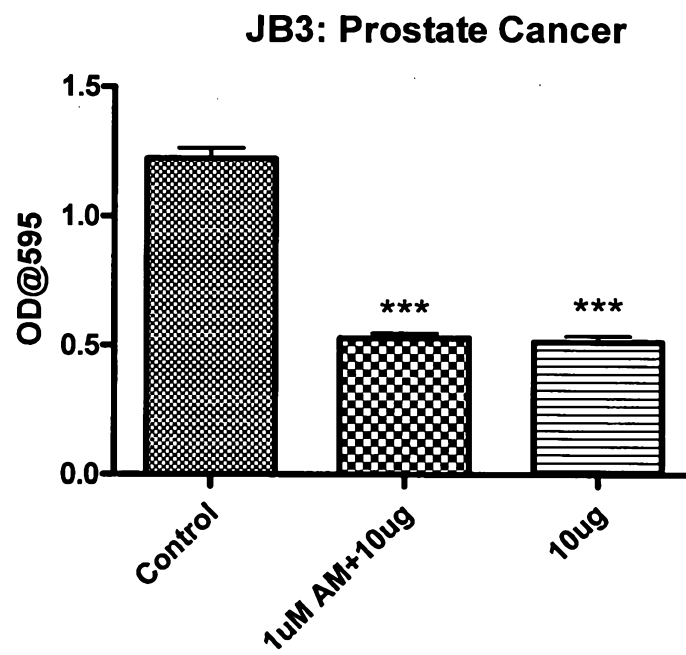 JB3: Prostate Cancer
1.5
1.0
0.5
0.0
OD@595
***
***
Control
1uM AM+10ug
10ug